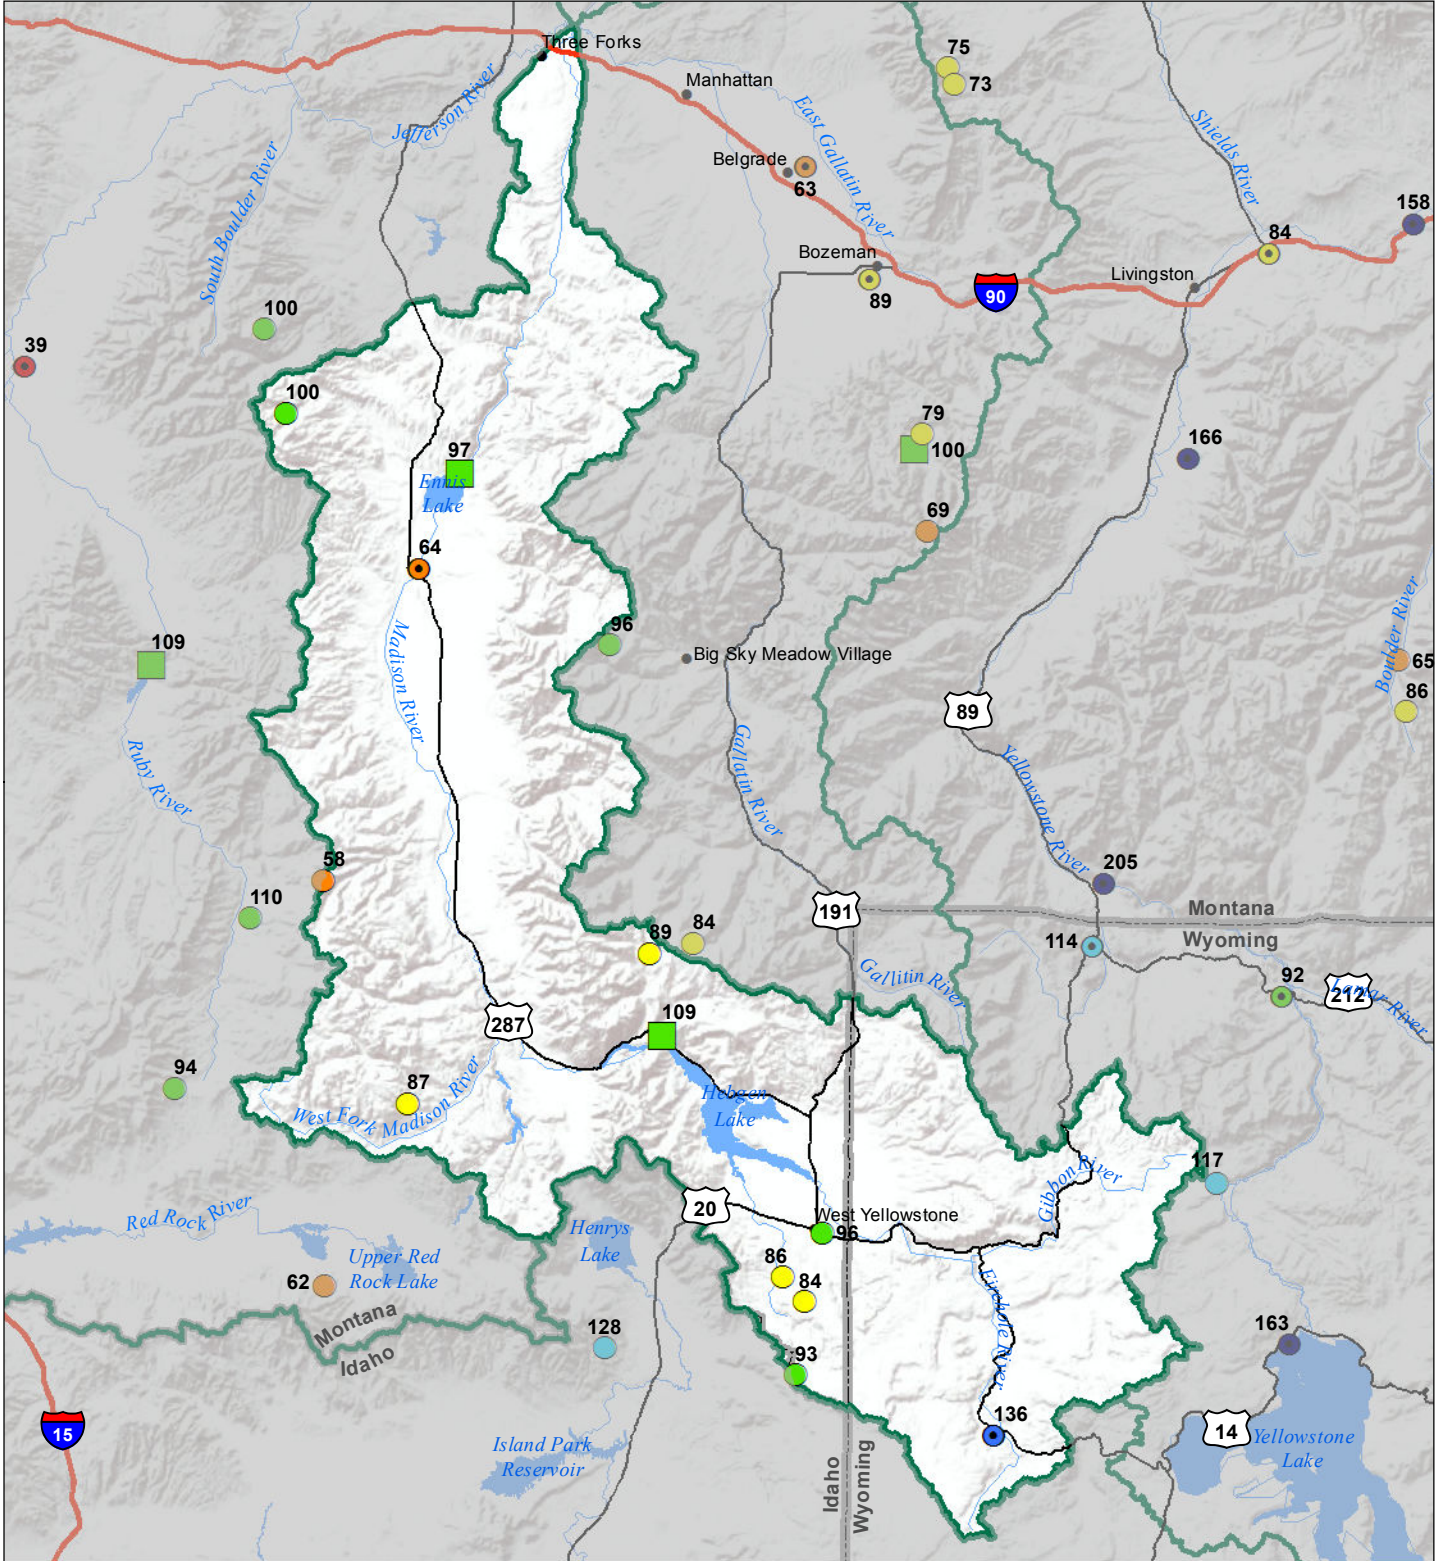 Three Forks
75
73
Manhattan
Jefferson River
East Gallatin River
Shields River
Belgrade
63
South Boulder River
158
84
Bozeman
Livingston
90
89
100
39
100
79
100
166
97
Ennis
Lake
69
64
Boulder River
96
109
Big Sky Meadow Village
65
86
Madison River
89
Gallatin River
Ruby River
Yellowstone River
58
205
110
191
Montana
Wyoming
89
84
114
Gallitin River
92
212
Lamar River
287
109
94
87
West Fork Madison River
Hebgen
Lake
Gibbon River
117
Red Rock River
20
West Yellowstone
96
Henrys
Lake
Upper Red
Rock Lake
62
86
84
Firehole River
Montana
Idaho
128
93
163
15
136
14
Yellowstone
Lake
Island Park
Reservoir
Idaho
Wyoming